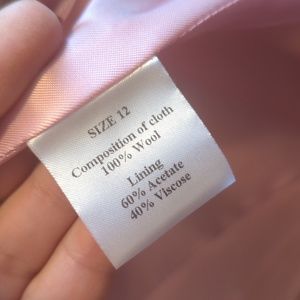 SIZE 12
Composition of cloth
100% Wool
Lining
60% Acetate
40% Viscose